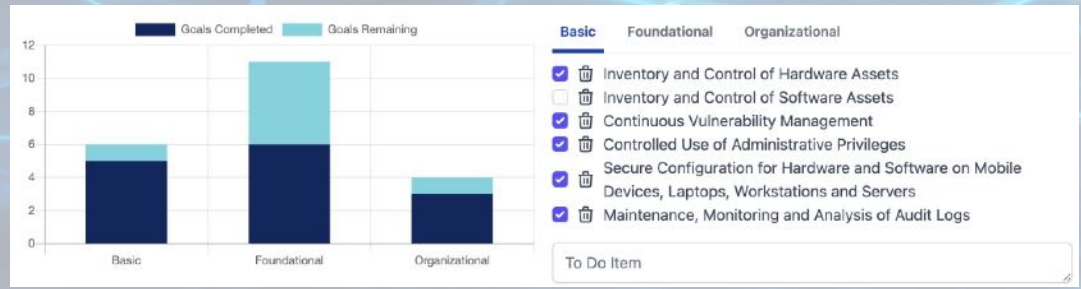 Goals Completed Goals Remaining
12
10
8
6
4
2
0
Basic Foundational Organizational
Basic Foundational Organizational
Inventory and Control of Hardware Assets
Inventory and Control of Software Assets
Continuous Vulnerability Management
Controlled Use of Administrative Privileges
Secure Configuration for Hardware and Software on Mobile
Devices, Laptops, Workstations and Servers
Maintenance, Monitoring and Analysis of Audit Logs
To Do Item